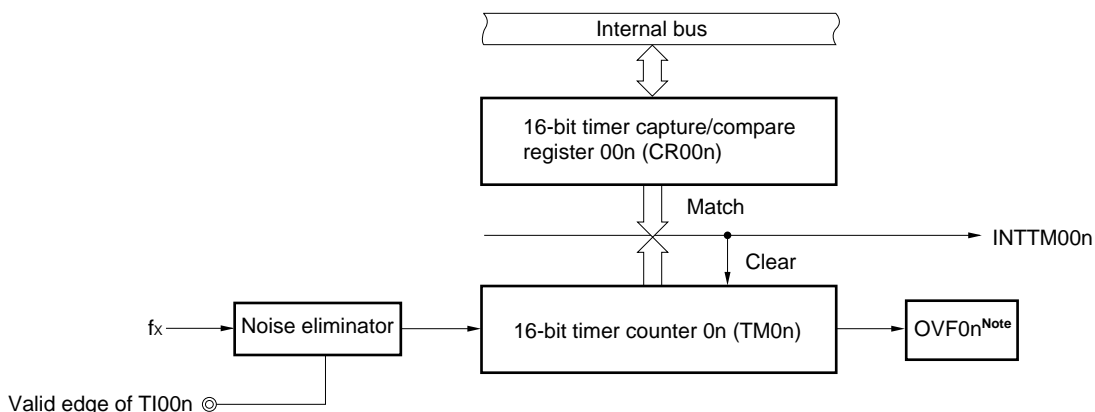 Internal bus
16-bit timer capture/compare
register 00n (CR00n)
Match
INTTM00n
Clear
fX
Noise eliminator
16-bit timer counter 0n (TM0n)
OVF0nNote
Valid edge of TI00n